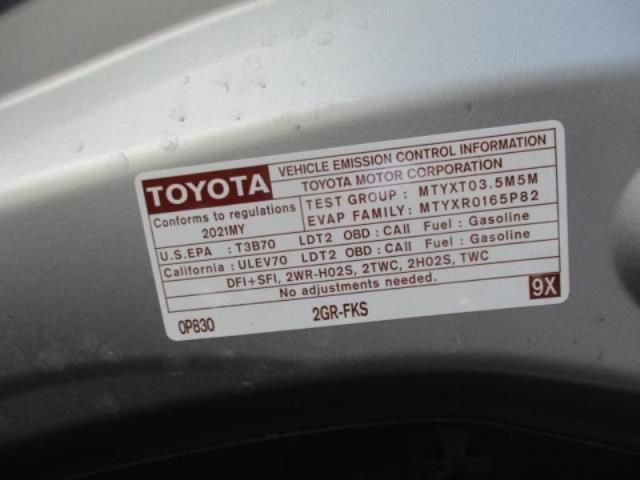 TOYOTA
VEHICLE EMISSION CONTROL INFORMATION
TOYOTA MOTOR CORPORATION
Conforms to regulations
2021MY
TEST GROUP : MTYXT03.5M5M
EVAP FAMILY: MTYXR0165P82
U.S.EPA : T3B70 LDT2 OBD : CAII Fuel : Gasoline
California : ULEV70 LDT2 OBD : CAII Fuel : Gasoline
DFI+SFI, 2WR-HO2S, 2TWC, 2HO2S, TWC
No adjustments needed.
0P830 2GR-FKS 9X